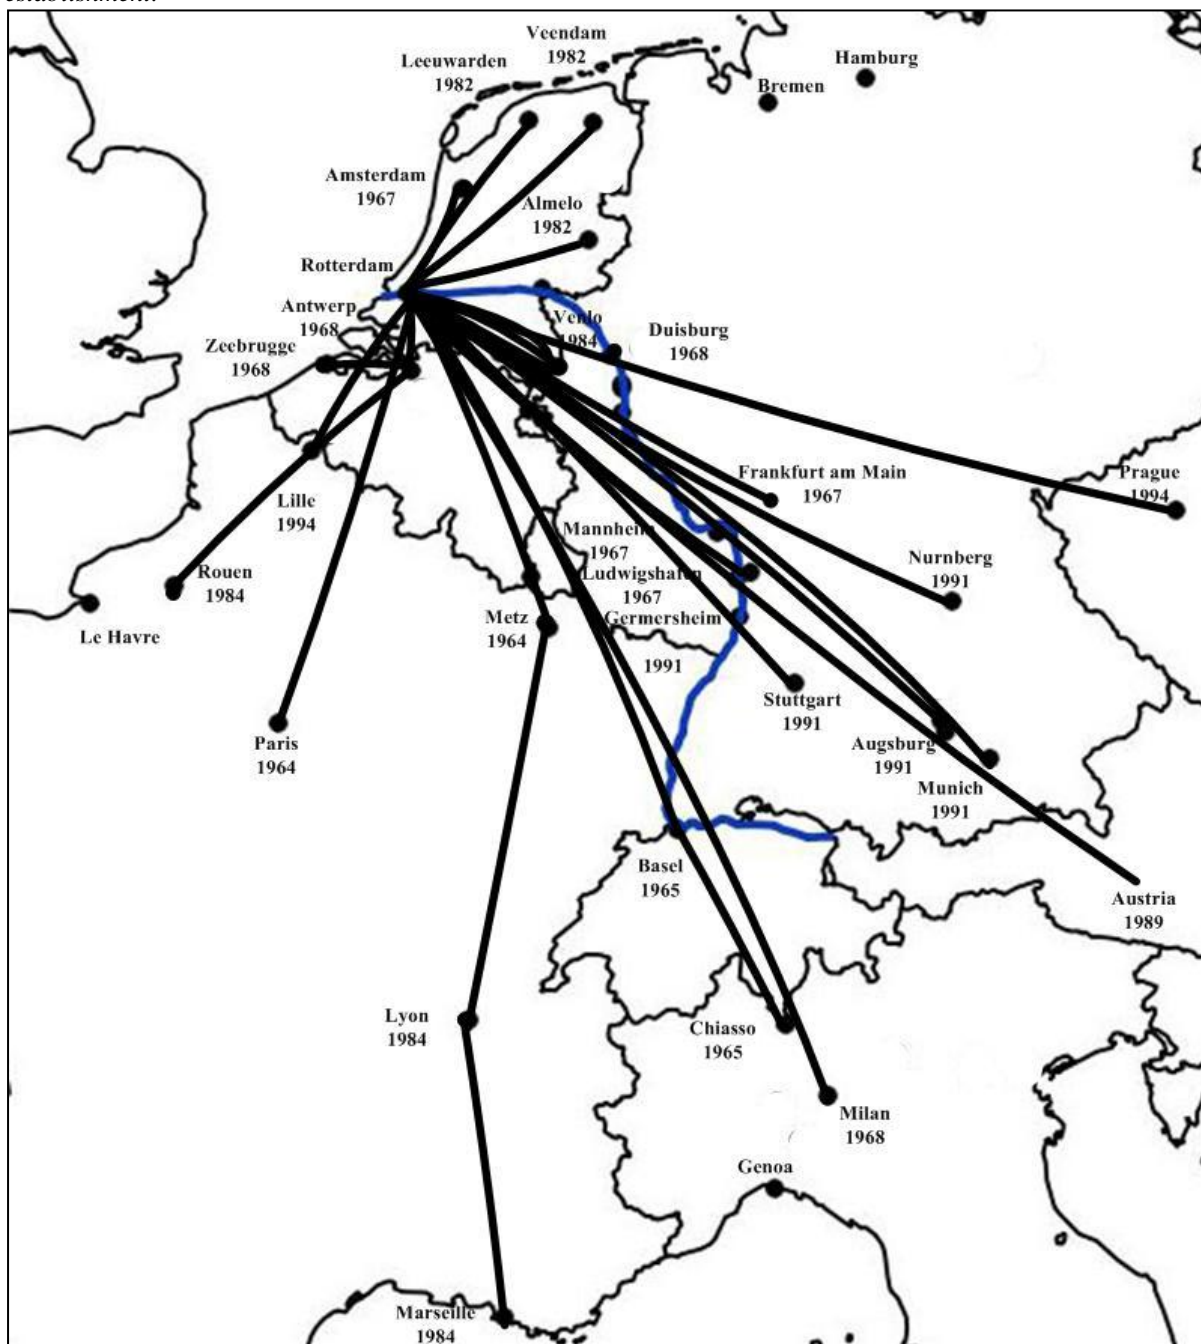 establishment.
Veendam
1982
Leeuwarden
1982
Hamburg
Bremen
Amsterdam
1967
Almelo
1982
Rotterdam
Antwerp
1968
Venlo
1984
Duisburg
1968
Zeebrugge
1968
Frankfurt am Main
1967
Prague
1994
Lille
1994
Mannheim
1967
Nurnberg
1991
Rouen
1984
Ludwigshafen
1967
Le Havre
Metz
1964
Germersheim
1991
Stuttgart
1991
Paris
1964
Augsburg
1991
Munich
1991
Basel
1965
Austria
1989
Lyon
1984
Chiasso
1965
Milan
1968
Genoa
Marseille
1984